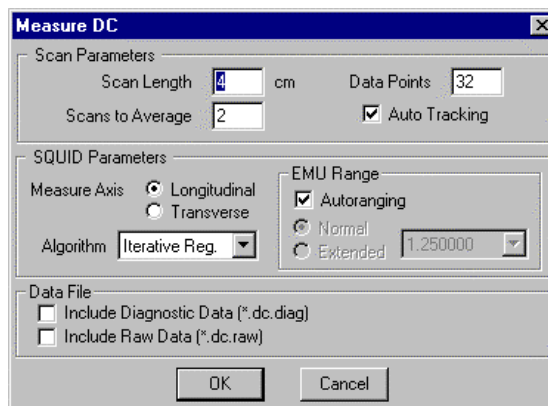 Measure DC
Scan Parameters
Scan Length 4 cm Data Points 32
Scans to Average 2 Auto Tracking
SQUID Parameters
Measure Axis Longitudinal
Transverse
Algorithm Iterative Reg.
EMU Range
Autoranging
Normal
Extended 1.250000
Data File
Include Diagnostic Data (*.dc.diag)
Include Raw Data (*.dc.raw)
OK Cancel